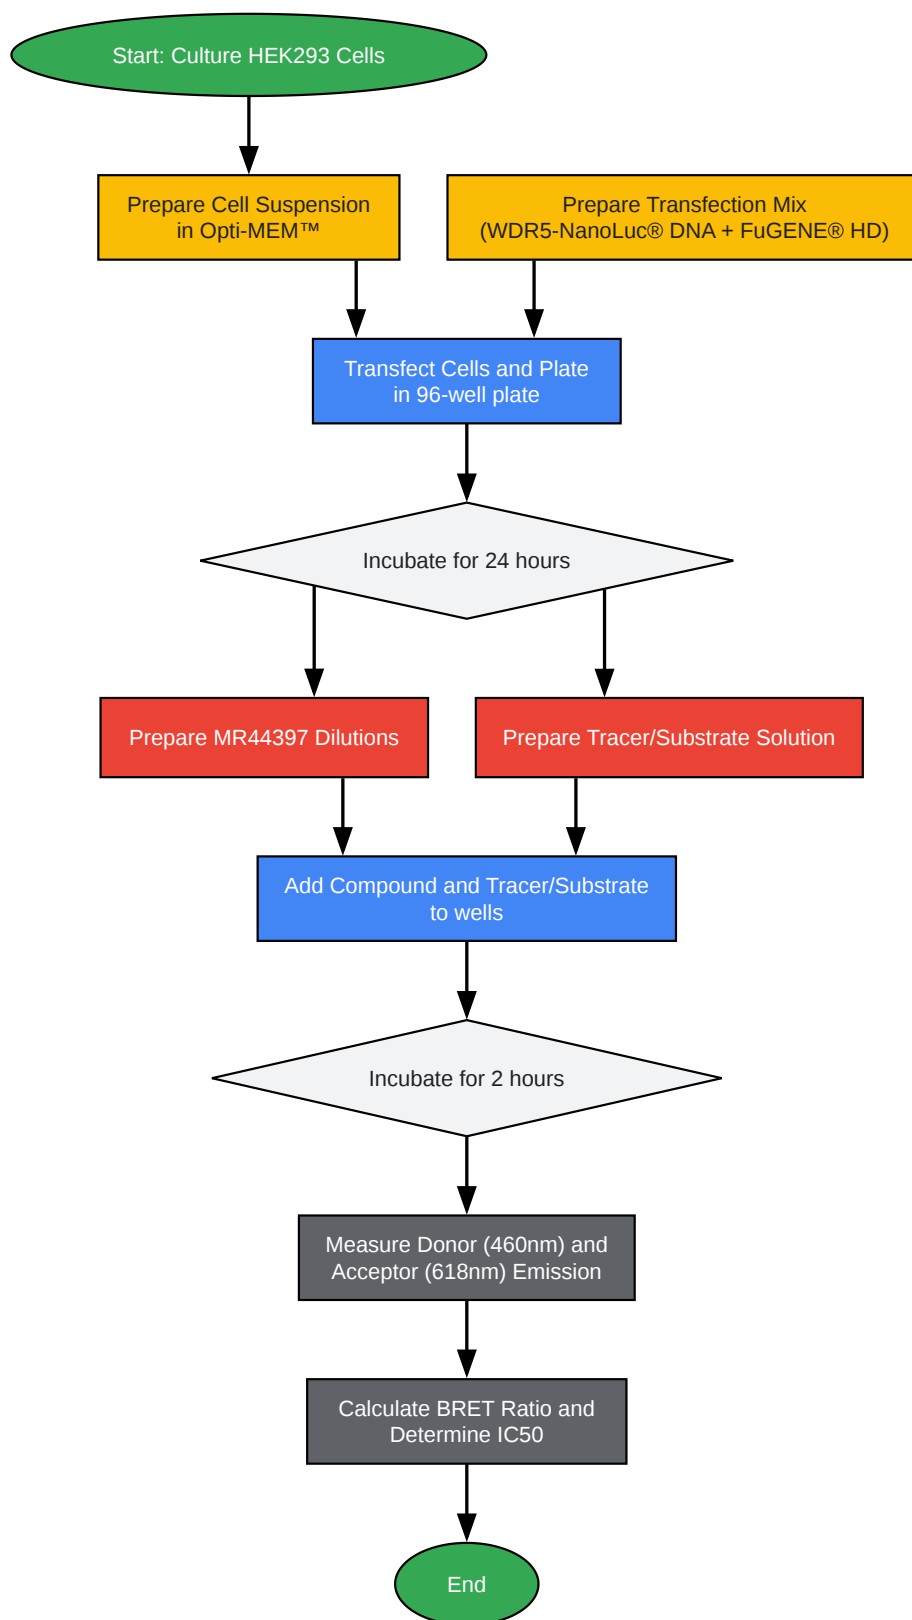 Start: Culture HEK293 Cells
Prepare Cell Suspension
in Opti-MEM™
Prepare Transfection Mix
(WDR5-NanoLuc® DNA + FuGENE® HD)
Transfect Cells and Plate
in 96-well plate
Incubate for 24 hours
Prepare MR44397 Dilutions
Prepare Tracer/Substrate Solution
Add Compound and Tracer/Substrate
to wells
Incubate for 2 hours
Measure Donor (460nm) and
Acceptor (618nm) Emission
Calculate BRET Ratio and
Determine IC50
End